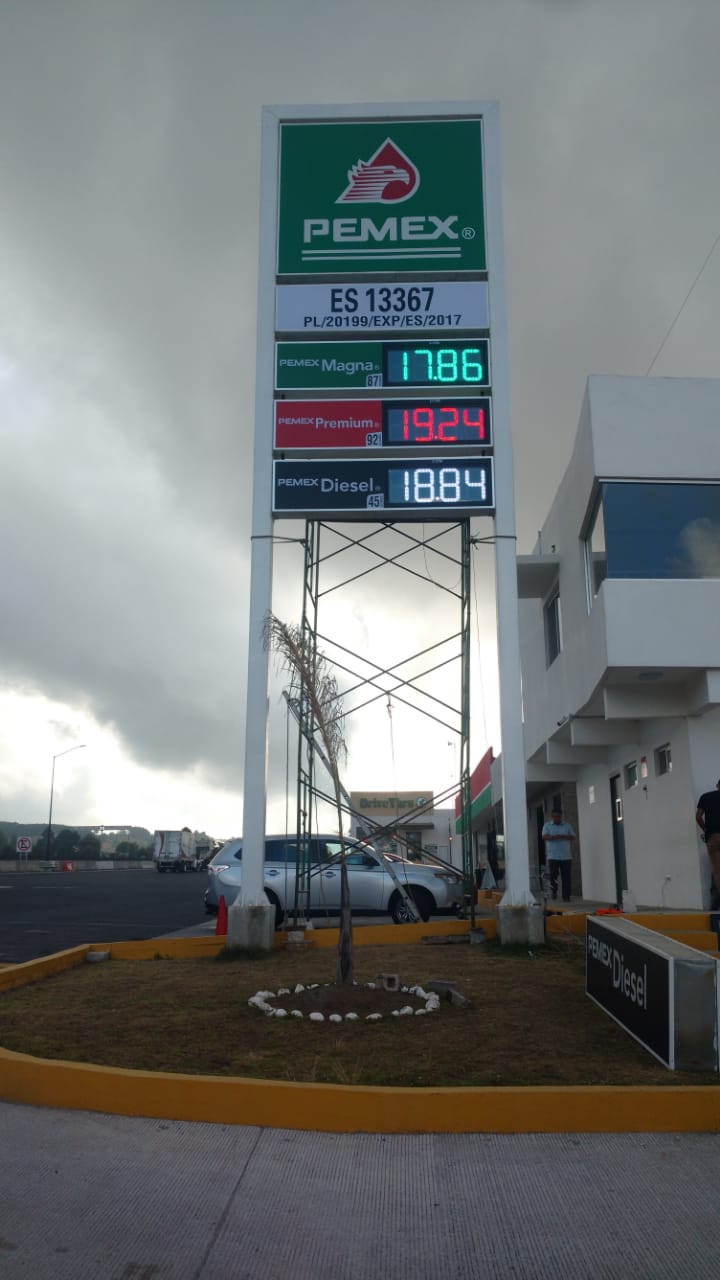 PEMEX®
ES 13367
PL/20199/EXP/ES/2017
PEMEX Magna® 87 17.86
PEMEX Premium® 92 19.24
PEMEX Diesel® 45 18.84
DriveThru
PEMEX Diesel